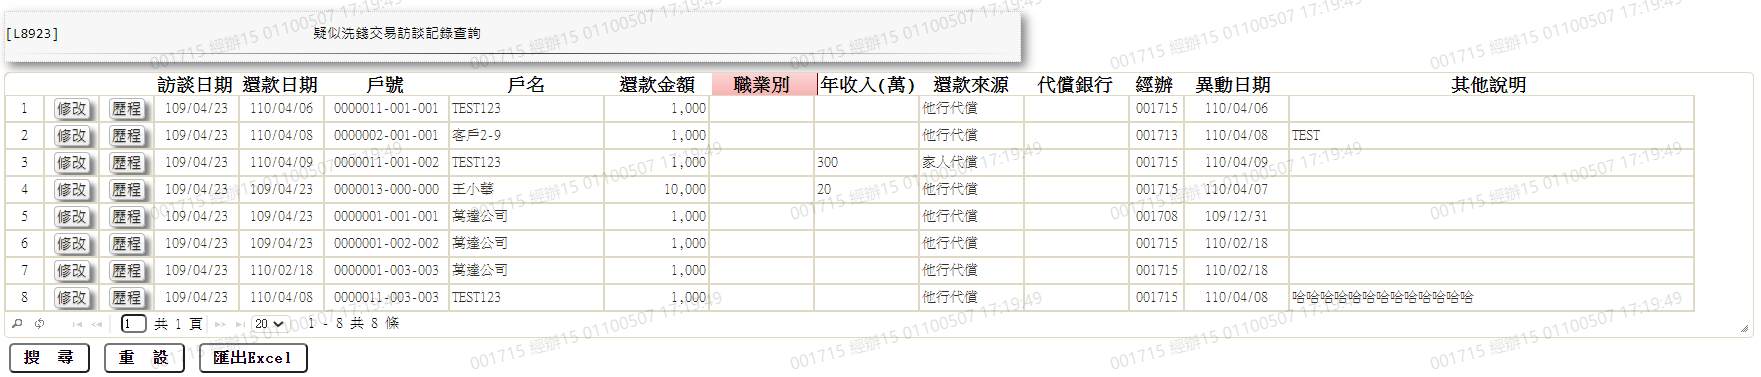 [L8923] 疑似洗錢交易訪談記錄查詢
訪談日期 還款日期 戶號 戶名 還款金額 職業別 年收入(萬) 還款來源 代償銀行 經辦 異動日期 其他說明
1 修改 歷程 109/04/23 110/04/06 0000011-001-001 TEST123 1,000 他行代償 001715 110/04/06
2 修改 歷程 109/04/23 110/04/08 0000002-001-001 客戶2-9 1,000 他行代償 001713 110/04/08 TEST
3 修改 歷程 109/04/23 110/04/09 0000011-001-002 TEST123 1,000 300 家人代償 001715 110/04/09
4 修改 歷程 109/04/23 109/04/23 0000013-000-000 王小華 10,000 20 他行代償 001715 110/04/07
5 修改 歷程 109/04/23 109/04/23 0000001-001-001 萬達公司 1,000 他行代償 001708 109/12/31
6 修改 歷程 109/04/23 109/04/23 0000001-002-002 萬達公司 1,000 他行代償 001715 110/02/18
7 修改 歷程 109/04/23 110/02/18 0000001-003-003 萬達公司 1,000 他行代償 001715 110/02/18
8 修改 歷程 109/04/23 110/04/08 0000011-003-003 TEST123 1,000 他行代償 001715 110/04/08 哈哈哈哈哈哈哈哈哈哈哈哈哈
1 共 1 頁 20 1 - 8 共 8 條
搜 尋 重 設 匯出Excel
001715 經辦15 01100507 17:19:49